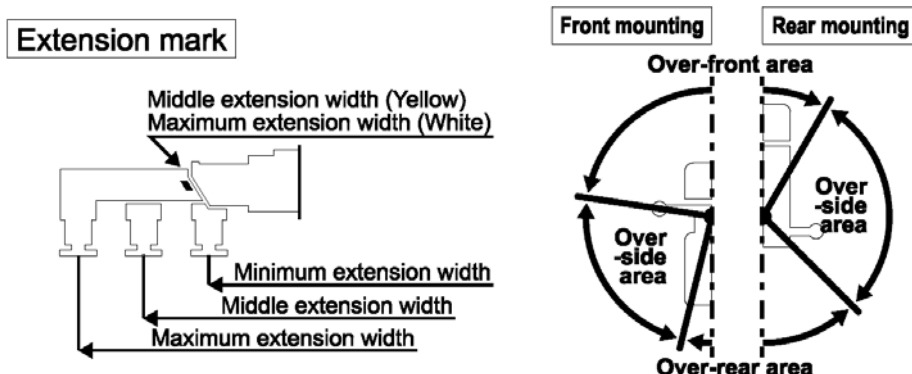 Extension mark
Middle extension width (Yellow)
Maximum extension width (White)
Minimum extension width
Middle extension width
Maximum extension width
Front mounting
Rear mounting
Over-front area
Over
-side
area
Over
-side
area
Over-rear area